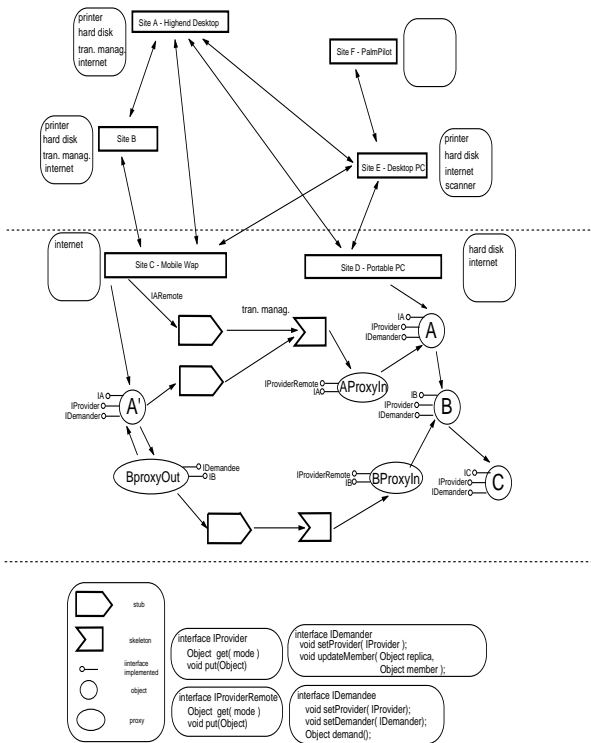 printer
hard disk
tran. manag.
internet
Site A - Highend Desktop
Site F - PalmPilot
printer
hard disk
tran. manag.
internet
Site B
Site E - Desktop PC
printer
hard disk
internet
scanner
internet
Site C - Mobile Wap
Site D - Portable PC
hard disk
internet
IARemote
tran. manag.
IA
IProvider
IDemander
A
IProviderRemote
IA
AProxyIn
IA
IProvider
IDemander
A'
IB
IProvider
IDemander
B
BproxyOut
IDemandee
IB
IProviderRemote
IB
BProxyIn
IC
IProvider
IDemander
C
stub
skeleton
iinterface
implemented
object
proxy
interface IProvider
Object get( mode )
void put(Object)
interface IDemander
void setProvider( IProvider );
void updateMember( Object replica,
Object member );
interface IProviderRemote
Object get( mode )
void put(Object)
interface IDemandee
void setProvider( IProvider);
void setDemander( IDemander);
Object demand();